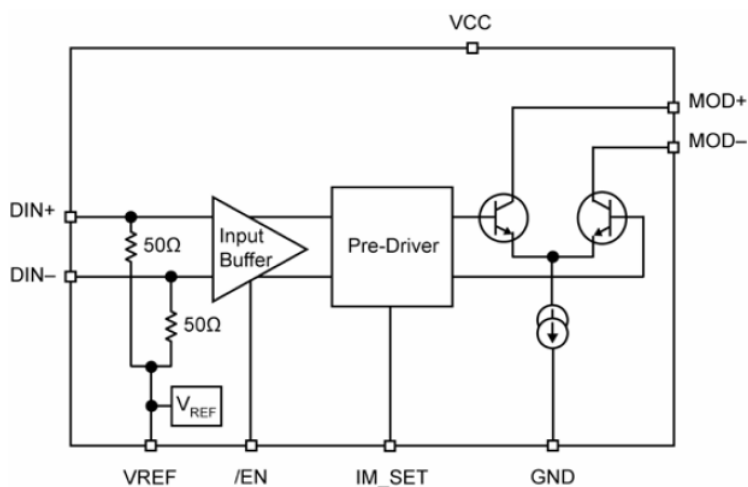 VCC
MOD+
MOD–
DIN+
50Ω
Input
Buffer
Pre-Driver
DIN–
50Ω
VREF
VREF
/EN
IM_SET
GND